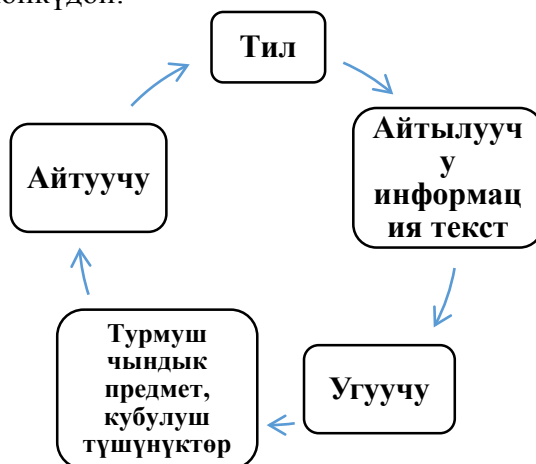 Тил
Айтылууч
у
информац
ия текст
Угуучу
Турмуш
чындык
предмет,
кубулуш
түшүнүктөр
Айтуучу